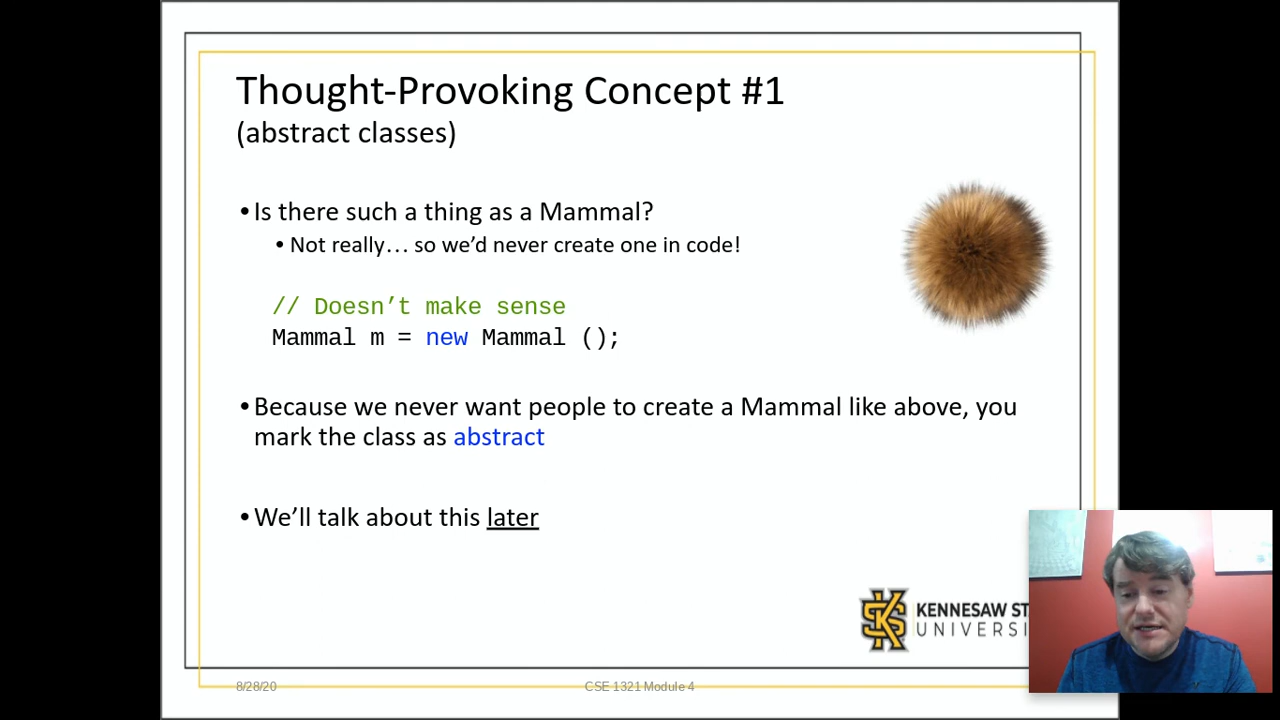 Thought-Provoking Concept #1
(abstract classes)
•Is there such a thing as a Mammal?
• Not really… so we’d never create one in code!
// Doesn’t make sense
Mammal m = new Mammal ();
•Because we never want people to create a Mammal like above, you
mark the class as abstract
•We’ll talk about this later
KENNESAW ST
UNIVERSI
8/28/20
CSE 1321 Module 4